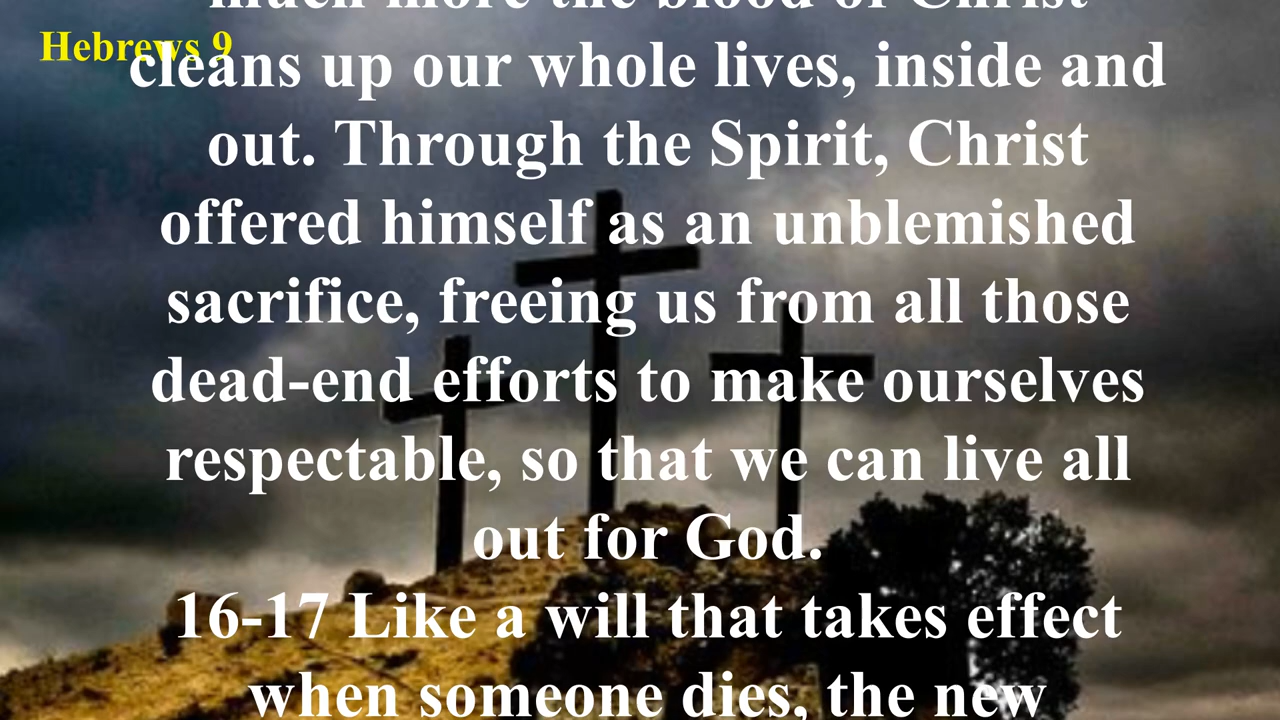 Hebrews 9
much more the blood of Christ
cleans up our whole lives, inside and
out. Through the Spirit, Christ
offered himself as an unblemished
sacrifice, freeing us from all those
dead-end efforts to make ourselves
respectable, so that we can live all
out for God.
16-17 Like a will that takes effect
when someone dies, the new